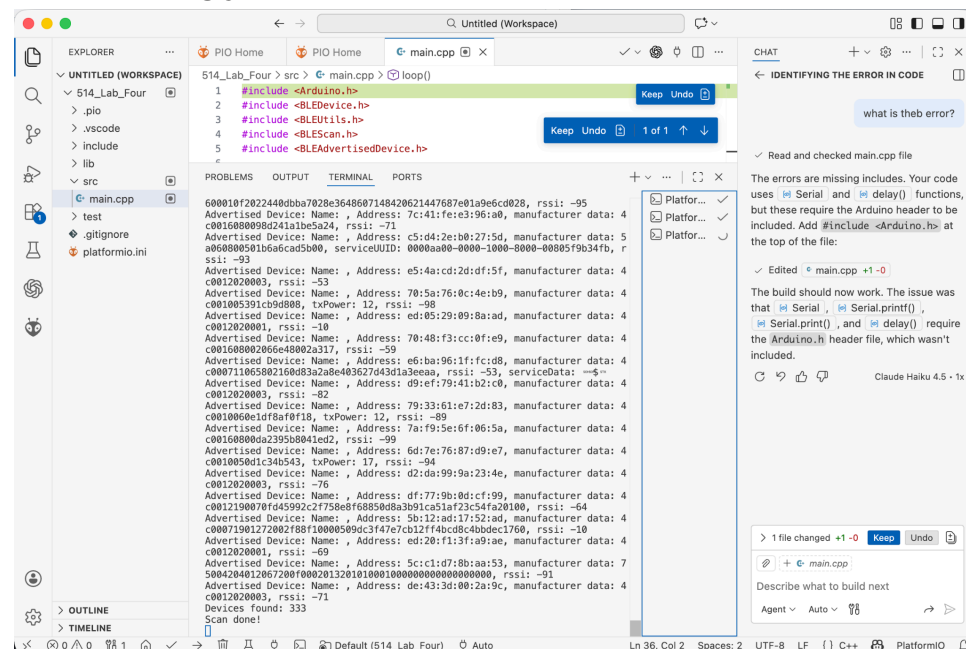 Untitled (Workspace)
EXPLORER
UNTITLED (WORKSPACE)
514_Lab_Four
.pio
.vscode
include
lib
src
main.cpp
test
.gitignore
platformio.ini
OUTLINE
TIMELINE
1
PIO Home
PIO Home
main.cpp
514_Lab_Four > src > main.cpp > loop()
1 #include <Arduino.h>
2 #include <BLEDevice.h>
3 #include <BLEUtils.h>
4 #include <BLEScan.h>
5 #include <BLEAdvertisedDevice.h>
Keep Undo
Keep Undo 1 of 1
PROBLEMS OUTPUT TERMINAL PORTS
600010f2022440dbba7028e3648607148420621447687e01a9e6cd028, rssi: -95
Advertised Device: Name: , Address: 7c:41:fe:e3:96:a0, manufacturer data: 4
c0016080098d241a1be5a24, rssi: -71
Advertised Device: Name: , Address: c5:d4:2e:b0:27:5d, manufacturer data: 5
a060800501b6a6cad5b00, serviceUUID: 0000aa00-0000-1000-8000-00805f9b34fb, r
ssi: -93
Advertised Device: Name: , Address: e5:4a:cd:2d:df:5f, manufacturer data: 4
c0012020003, rssi: -53
Advertised Device: Name: , Address: 70:5a:76:0c:4e:b9, manufacturer data: 4
c001005391cb9d808, txPower: 12, rssi: -98
Advertised Device: Name: , Address: ed:05:29:09:8a:ad, manufacturer data: 4
c0012020001, rssi: -10
Advertised Device: Name: , Address: 70:48:f3:cc:0f:e9, manufacturer data: 4
c001608002066e48002a317, rssi: -59
Advertised Device: Name: , Address: e6:ba:96:1f:fc:d8, manufacturer data: 4
c000711065802160d83a2a8e403627d43d1a3eeaa, rssi: -53, serviceData:
Advertised Device: Name: , Address: d9:ef:79:41:b2:c0, manufacturer data: 4
c0012020003, rssi: -82
Advertised Device: Name: , Address: 79:33:61:e7:2d:83, manufacturer data: 4
c0010060e1df8af0f18, txPower: 12, rssi: -89
Advertised Device: Name: , Address: 7a:f9:5e:6f:06:5a, manufacturer data: 4
c00160800da2395b8041ed2, rssi: -99
Advertised Device: Name: , Address: 6d:7e:76:87:d9:e7, manufacturer data: 4
c0010050d1c34b543, txPower: 17, rssi: -94
Advertised Device: Name: , Address: d2:da:99:9a:23:4e, manufacturer data: 4
c0012020003, rssi: -76
Advertised Device: Name: , Address: df:77:9b:0d:cf:99, manufacturer data: 4
c0012190070fd45992c2f758e8f68850d8a3b91ca51af23c54fa20100, rssi: -64
Advertised Device: Name: , Address: 5b:12:ad:17:52:ad, manufacturer data: 4
c00071901272002f88f10000509dc3f47e7cb12ff4bcd8c4bbdec1760, rssi: -10
Advertised Device: Name: , Address: ed:20:f1:3f:a9:ae, manufacturer data: 4
c0012020001, rssi: -69
Advertised Device: Name: , Address: 5c:c1:d7:8b:aa:53, manufacturer data: 7
Advertised Device: Name: , Address: de:43:3d:00:2a:9c, manufacturer data: 4
c0012020003, rssi: -71
Devices found: 333
Scan done!
Platfor...
Platfor...
Platfor...
CHAT
IDENTIFYING THE ERROR IN CODE
what is theb error?
Read and checked main.cpp file
The errors are missing includes. Your code
uses Serial and delay() functions,
but these require the Arduino header to be
included. Add #include <Arduino.h> at
the top of the file:
Edited main.cpp +1 -0
The build should now work. The issue was
that Serial , Serial.printf() ,
Serial.print() , and delay() require
the Arduino.h header file, which wasn't
included.
Claude Haiku 4.5 • 1x
1 file changed +1 -0 Keep Undo
main.cpp
Describe what to build next
Agent Auto
0 0 1 Default (514_Lab_Four) Auto Ln 36, Col 2 Spaces: 2 UTF-8 LF {} C++ PlatformIO